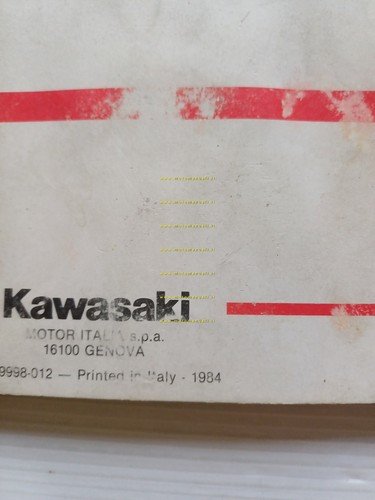 Kawasaki
MOTOR ITALIA s.p.a.
16100 GENOVA
9998-012 — Printed in Italy - 1984